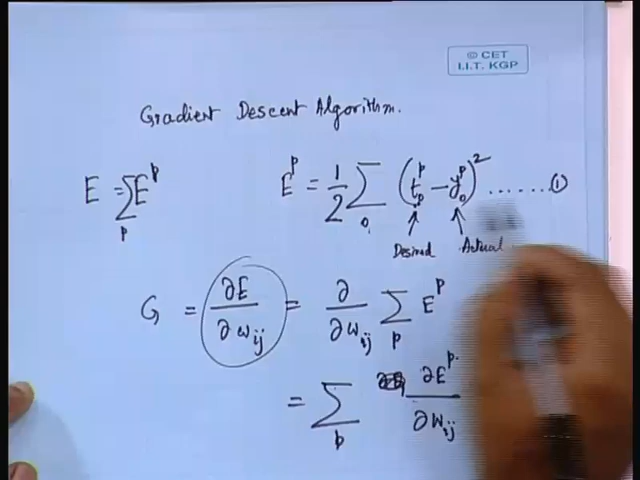 © CET
I.I.T. KGP
Gradient Descent Algorithm.
E = ∑_p E^p    E^p = 1/2 ∑_o (t_o^p − y_o^p)^2 ......①
Desired    Actual
G = ∂E/∂w_ij = ∂/∂w_ij ∑_p E^p
= ∑_p ∂E^p/∂w_ij